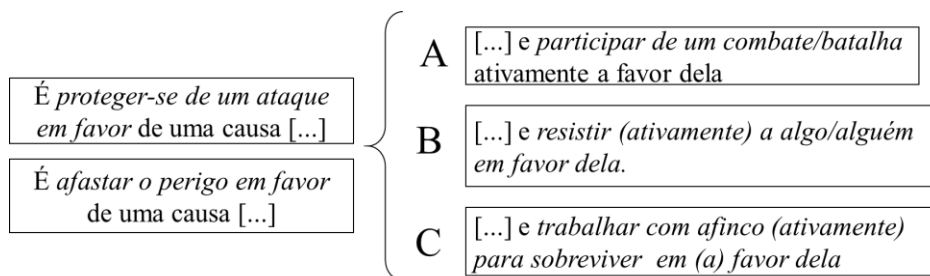 É proteger-se de um ataque
em favor de uma causa [...]
É afastar o perigo em favor
de uma causa [...]
A
[...] e participar de um combate/batalha
ativamente a favor dela
B
[...] e resistir (ativamente) a algo/alguém
em favor dela.
C
[...] e trabalhar com afinco (ativamente)
para sobreviver em (a) favor dela